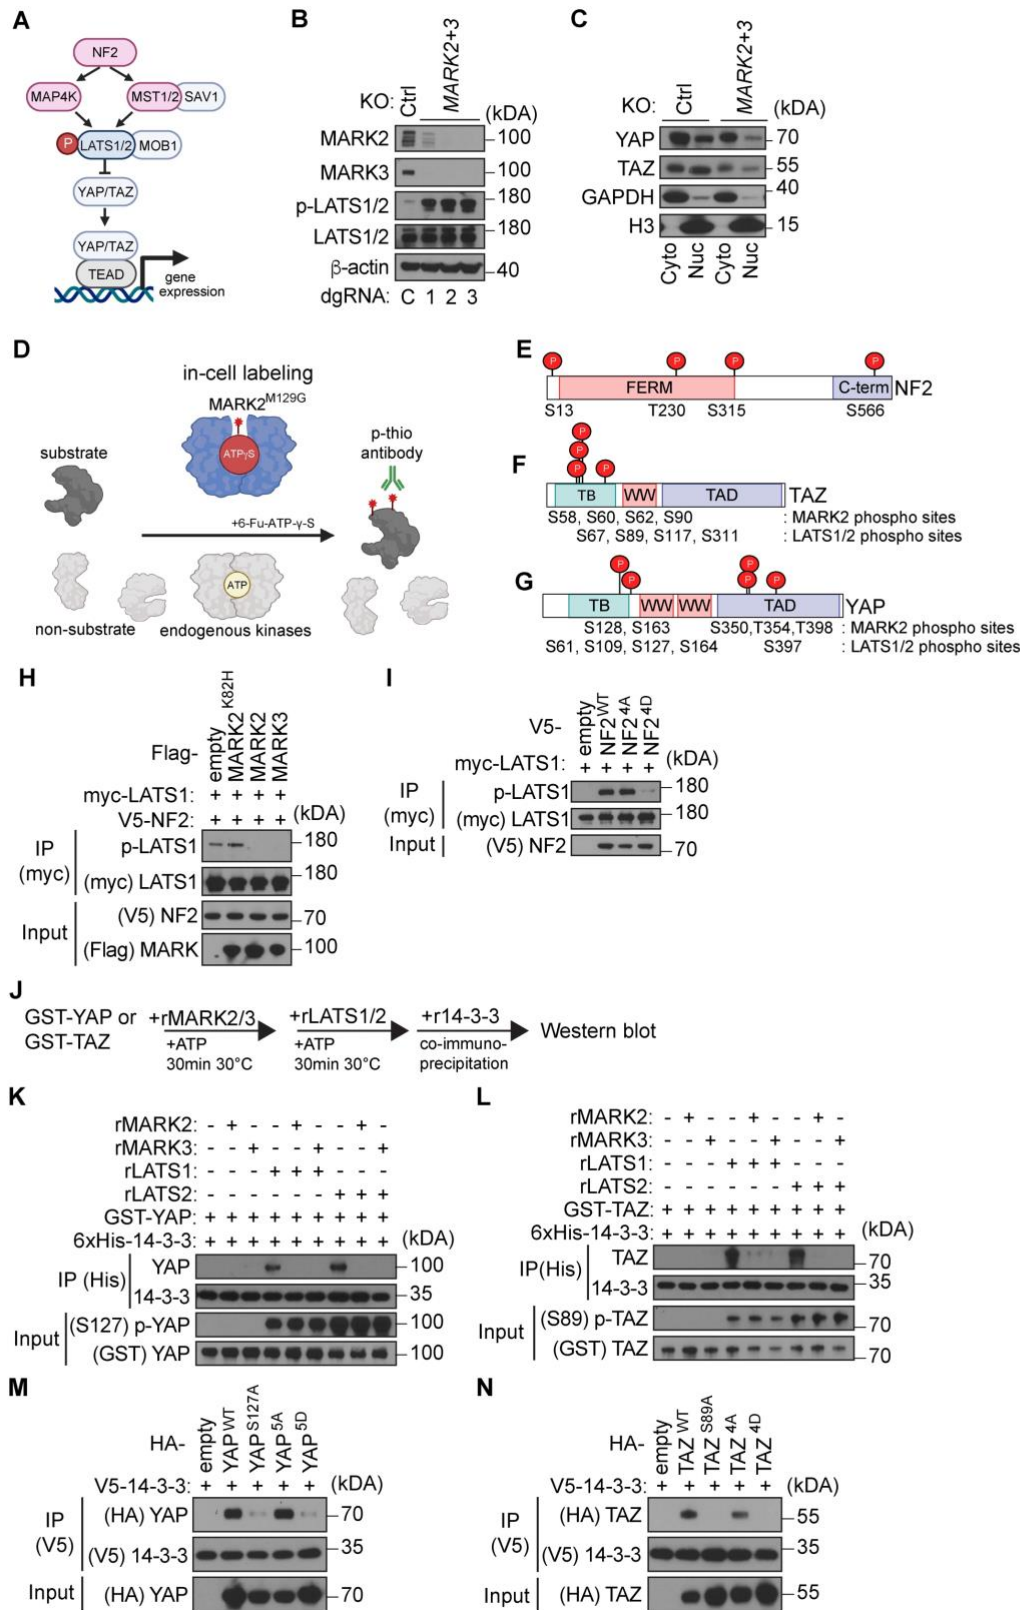 A
NF2
MAP4K
MST1/2
SAV1
P
LATS1/2
MOB1
YAP/TAZ
YAP/TAZ
TEAD
gene
expression
B
KO:
Ctrl
MARK2+3
(kDA)
MARK2
100
MARK3
100
p-LATS1/2
180
LATS1/2
180
β-actin
40
dgRNA: C 1 2 3
C
KO:
Ctrl
MARK2+3
(kDA)
YAP
70
TAZ
55
GAPDH
40
H3
15
Cyto
Nuc
Cyto
Nuc
D
in-cell labeling
MARK2M129G
ATPγS
substrate
p-thio
antibody
+6-Fu-ATP-γ-S
ATP
non-substrate
endogenous kinases
E
P P P P
FERM
C-term
NF2
S13 T230 S315 S566
F
P
P
P P
TB WW TAD
TAZ
S58, S60, S62, S90 : MARK2 phospho sites
S67, S89, S117, S311 : LATS1/2 phospho sites
G
P P
P P P
TB WW WW TAD
YAP
S128, S163 S350,T354,T398 : MARK2 phospho sites
S61, S109, S127, S164 S397 : LATS1/2 phospho sites
H
Flag-
empty
MARK2K82H
MARK2
MARK3
myc-LATS1: + + + +
V5-NF2: + + + + (kDA)
IP
(myc)
p-LATS1
180
(myc) LATS1
180
Input
(V5) NF2
70
(Flag) MARK
100
I
V5-
empty
NF2WT
NF24A
NF24D
(kDA)
myc-LATS1: + + + +
IP
(myc)
p-LATS1
180
(myc) LATS1
180
Input
(V5) NF2
70
J
GST-YAP or
GST-TAZ
+rMARK2/3
+ATP
30min 30°C
+rLATS1/2
+ATP
30min 30°C
+r14-3-3
co-immuno-
precipitation
Western blot
K
rMARK2: - + - - + - - + -
rMARK3: - - + - - + - - +
rLATS1: - - - + + + - - -
rLATS2: - - - - - - + + +
GST-YAP: + + + + + + + + +
6xHis-14-3-3: + + + + + + + + + (kDA)
IP (His)
YAP
100
14-3-3
35
Input
(S127) p-YAP
100
(GST) YAP
100
L
rMARK2: - + - - + - - + -
rMARK3: - - + - - + - - +
rLATS1: - - - + + + - - -
rLATS2: - - - - - - + + +
GST-TAZ: + + + + + + + + +
6xHis-14-3-3: + + + + + + + + + (kDA)
IP(His)
TAZ
70
14-3-3
35
Input
(S89) p-TAZ
70
(GST) TAZ
70
M
HA-
empty
YAPWT
YAPS127A
YAP5A
YAP5D
V5-14-3-3: + + + + + (kDA)
IP
(V5)
(HA) YAP
70
(V5) 14-3-3
35
Input
(HA) YAP
70
N
HA-
empty
TAZWT
TAZS89A
TAZ4A
TAZ4D
V5-14-3-3: + + + + + (kDA)
IP
(V5)
(HA) TAZ
55
(V5) 14-3-3
35
Input
(HA) TAZ
55